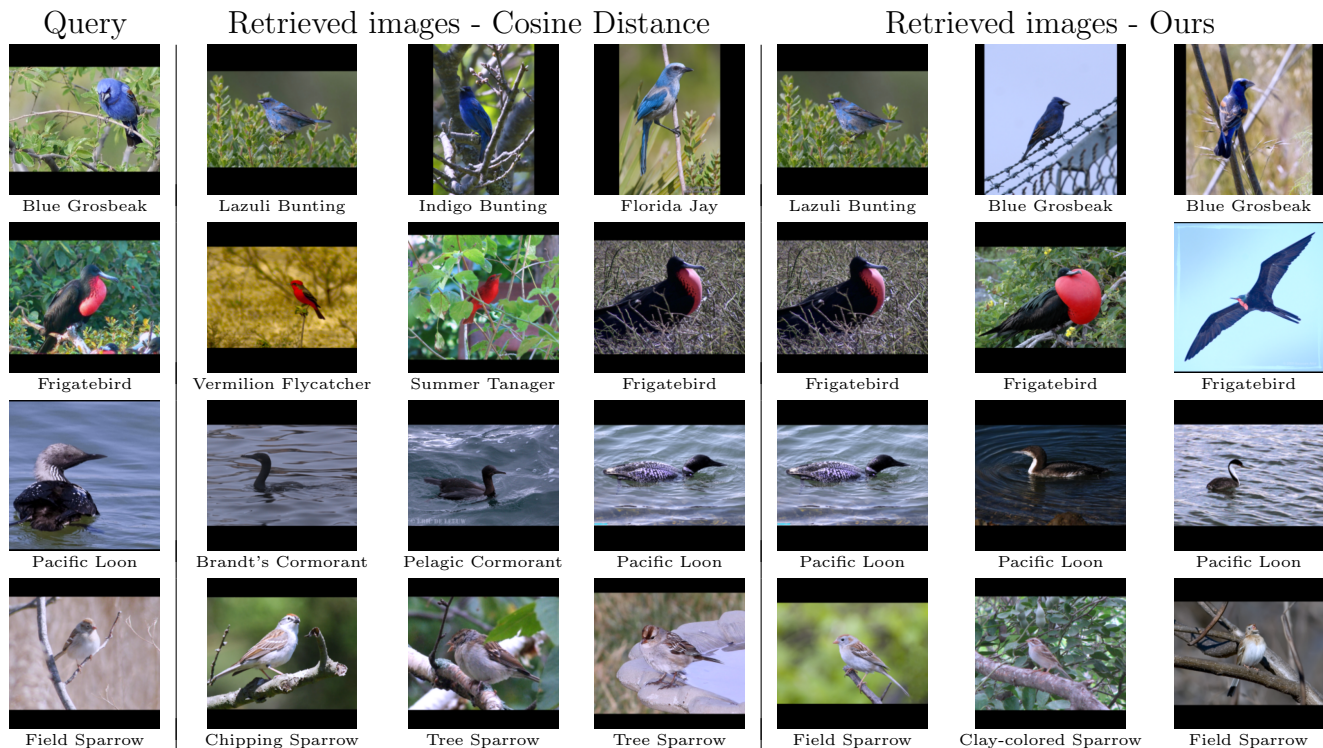 Query Retrieved images - Cosine Distance Retrieved images - Ours
Blue Grosbeak Lazuli Bunting Indigo Bunting Florida Jay Lazuli Bunting Blue Grosbeak Blue Grosbeak
Frigatebird Vermilion Flycatcher Summer Tanager Frigatebird Frigatebird Frigatebird Frigatebird
Pacific Loon Brandt's Cormorant Pelagic Cormorant Pacific Loon Pacific Loon Pacific Loon Pacific Loon
Field Sparrow Chipping Sparrow Tree Sparrow Tree Sparrow Field Sparrow Clay-colored Sparrow Field Sparrow